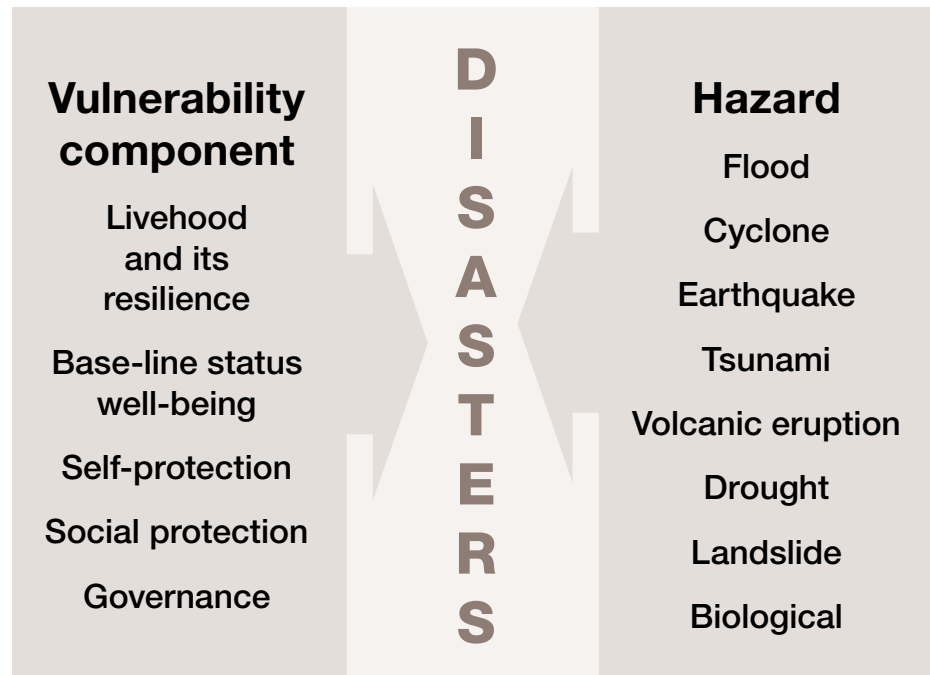 Vulnerability
component
Livehood
and its
resilience
Base-line status
well-being
Self-protection
Social protection
Governance
DISASTERS
Hazard
Flood
Cyclone
Earthquake
Tsunami
Volcanic eruption
Drought
Landslide
Biological